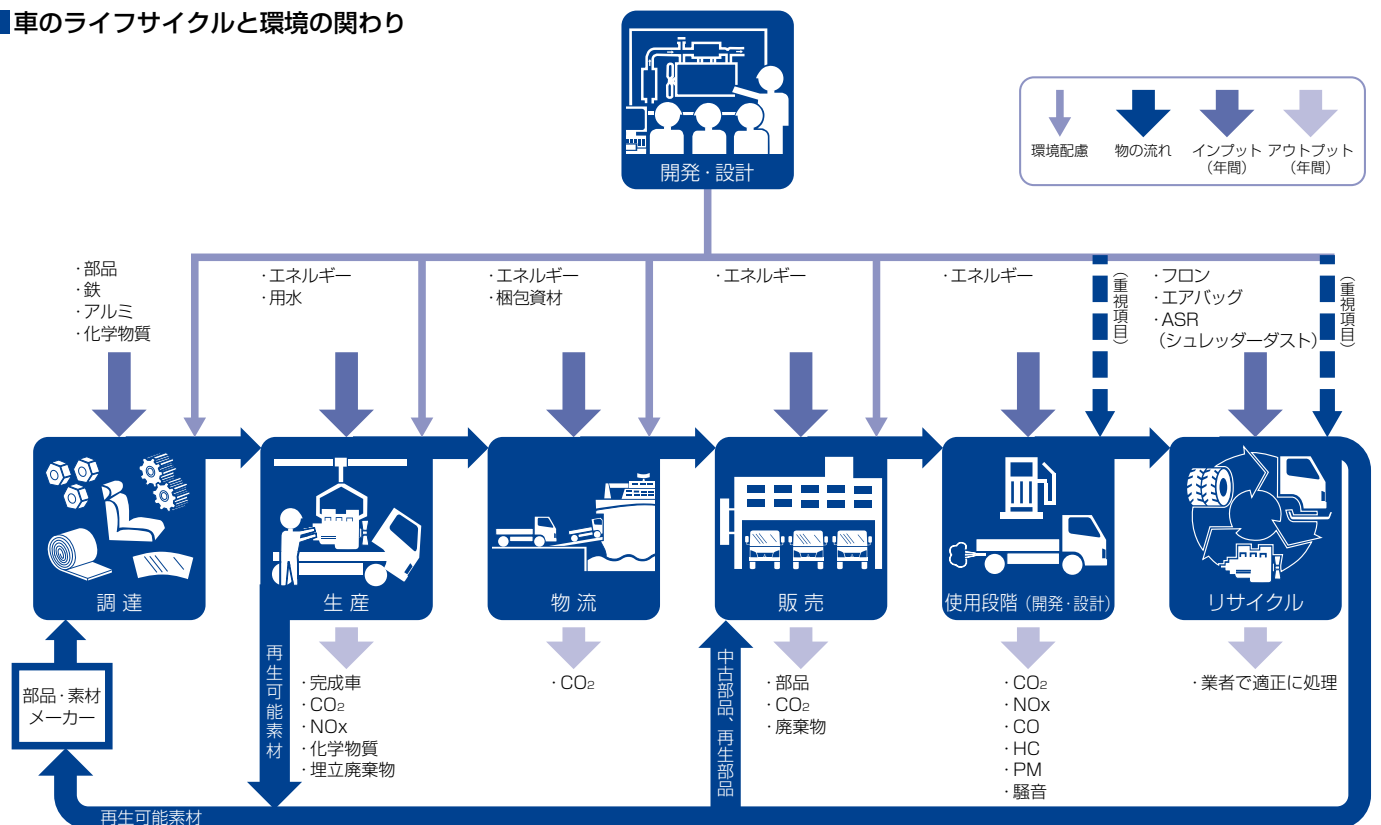 車のライフサイクルと環境の関わり
開発・設計
環境配慮
物の流れ
インプット
(年間)
アウトプット
(年間)
・部品
・鉄
・アルミ
・化学物質
・エネルギー
・用水
・エネルギー
・梱包資材
・エネルギー
・エネルギー
(重視項目)
・フロン
・エアバッグ
・ASR
(シュレッダーダスト)
(重視項目)
調 達
生 産
物 流
販 売
使用段階(開発・設計)
リサイクル
部品・素材
メーカー
再生可能素材
・完成車
・CO2
・NOx
・化学物質
・埋立廃棄物
・CO2
中古部品、再生部品
・部品
・CO2
・廃棄物
・CO2
・NOx
・CO
・HC
・PM
・騒音
・業者で適正に処理
再生可能素材